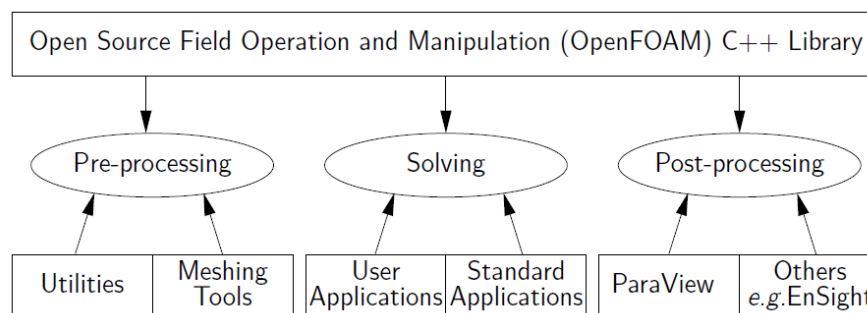 Open Source Field Operation and Manipulation (OpenFOAM) C++ Library
Pre-processing
Solving
Post-processing
Utilities
Meshing
Tools
User
Applications
Standard
Applications
ParaView
Others
e.g.EnSight